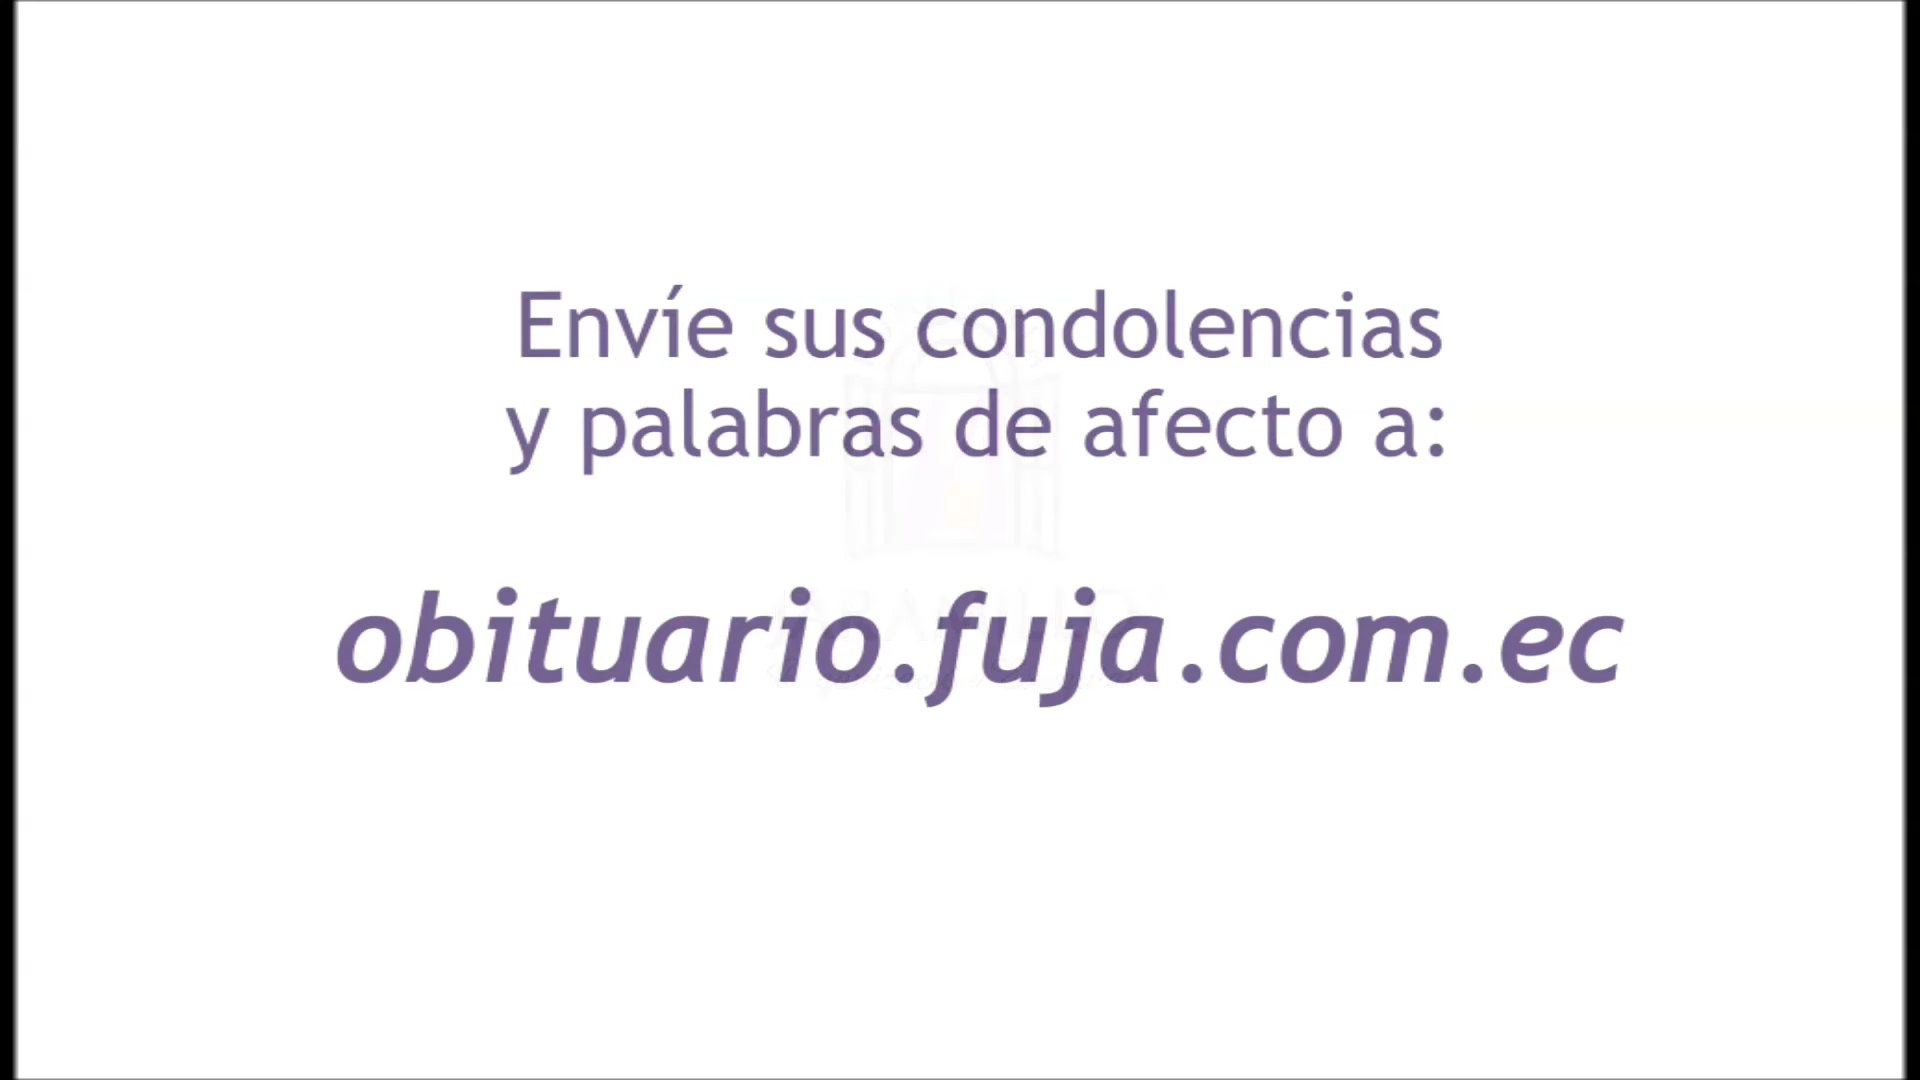 Envíe sus condolencias
y palabras de afecto a:
obituario.fuja.com.ec